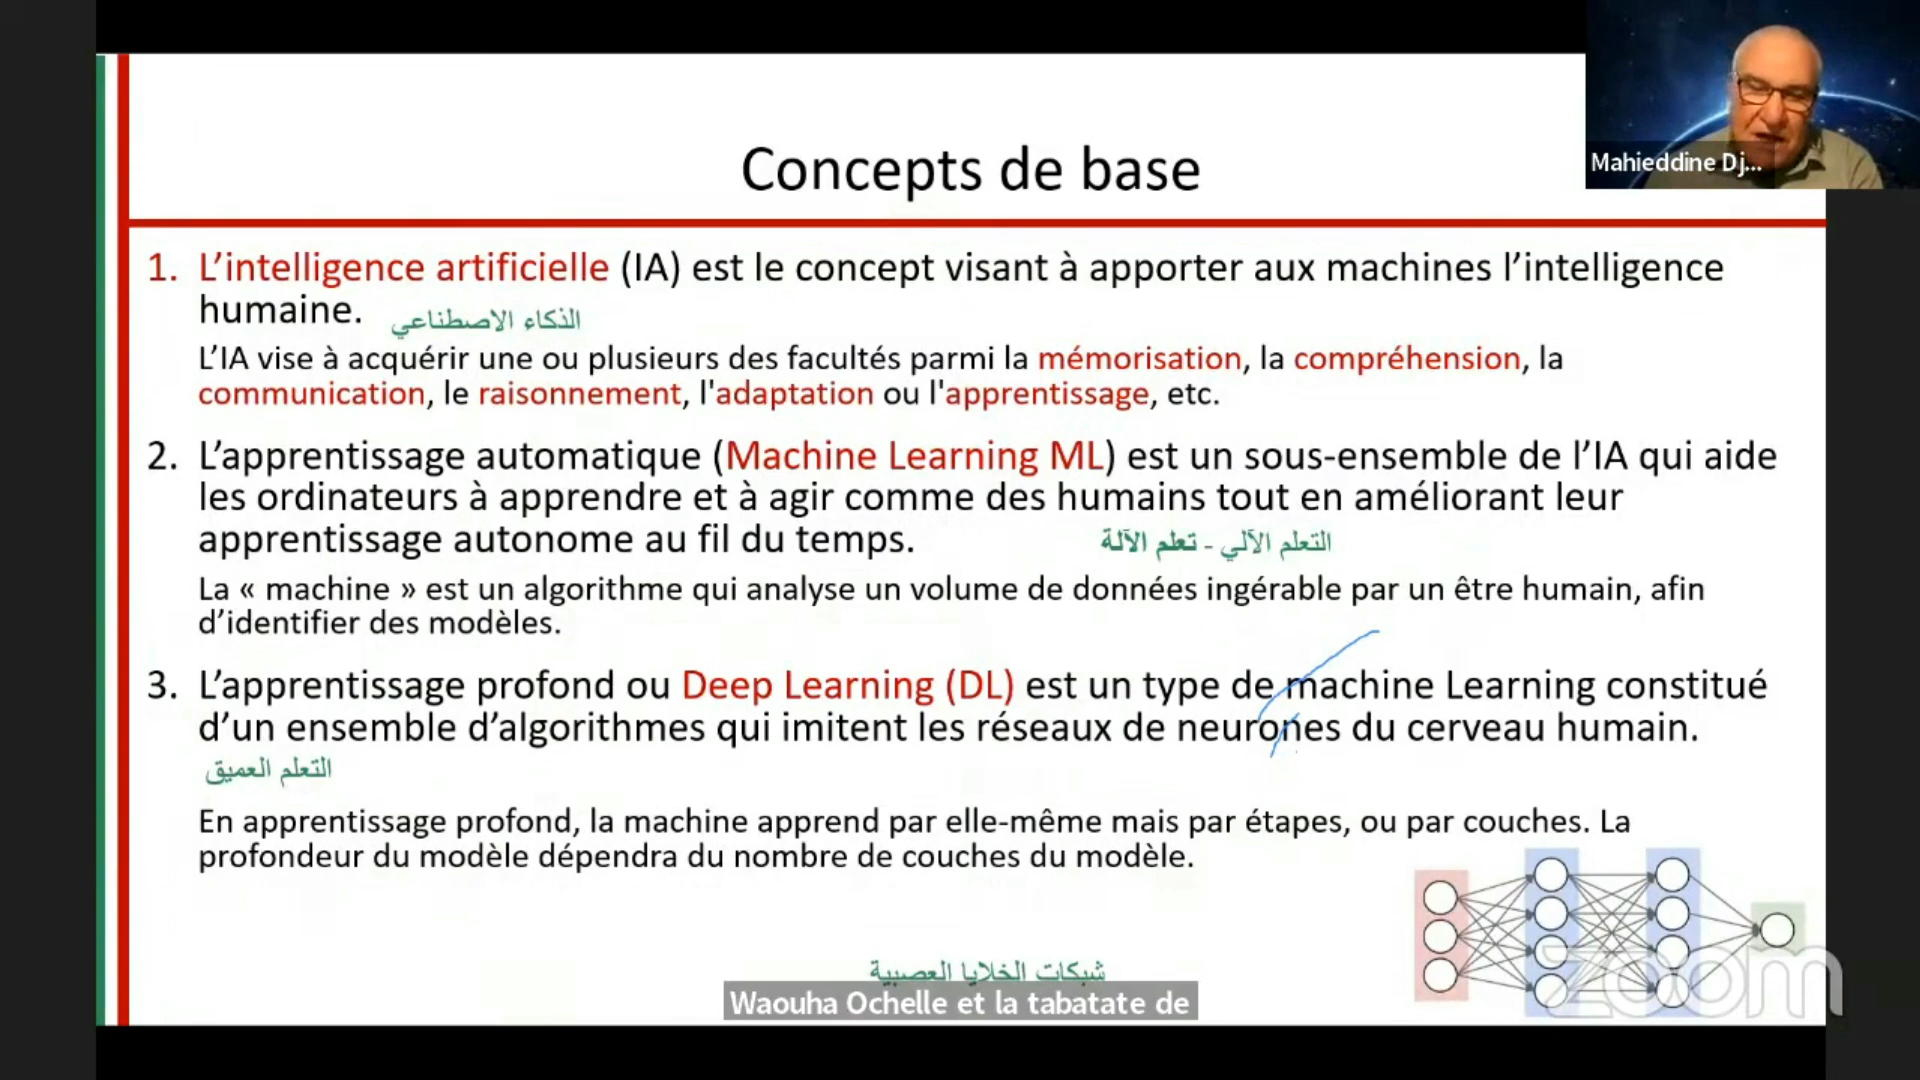 Mahieddine Dj...
Concepts de base
1. L’intelligence artificielle (IA) est le concept visant à apporter aux machines l’intelligence
humaine. الذكاء الاصطناعي
L’IA vise à acquérir une ou plusieurs des facultés parmi la mémorisation, la compréhension, la
communication, le raisonnement, l'adaptation ou l'apprentissage, etc.
2. L’apprentissage automatique (Machine Learning ML) est un sous-ensemble de l’IA qui aide
les ordinateurs à apprendre et à agir comme des humains tout en améliorant leur
apprentissage autonome au fil du temps. التعلم الآلي - تعلم الآلة
La « machine » est un algorithme qui analyse un volume de données ingérable par un être humain, afin
d’identifier des modèles.
3. L’apprentissage profond ou Deep Learning (DL) est un type de machine Learning constitué
d’un ensemble d’algorithmes qui imitent les réseaux de neurones du cerveau humain.
التعلم العميق
En apprentissage profond, la machine apprend par elle-même mais par étapes, ou par couches. La
profondeur du modèle dépendra du nombre de couches du modèle.
شبكات الخلايا العصبية
Waouha Ochelle et la tabatate de
zoom